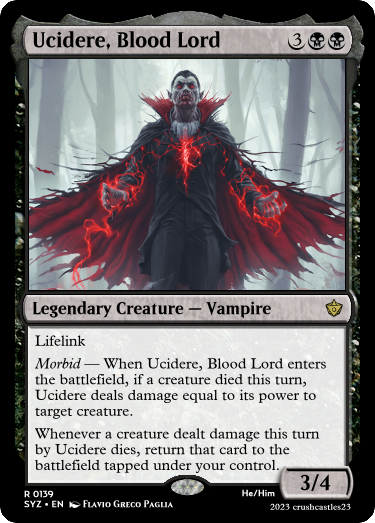 Ucidere, Blood Lord 3
Legendary Creature — Vampire
Lifelink
Morbid — When Ucidere, Blood Lord enters
the battlefield, if a creature died this turn,
Ucidere deals damage equal to its power to
target creature.
Whenever a creature dealt damage this turn
by Ucidere dies, return that card to the
battlefield tapped under your control.
3/4
R 0139 He/Him
SYZ • EN Flavio Greco Paglia 2023 crushcastles23